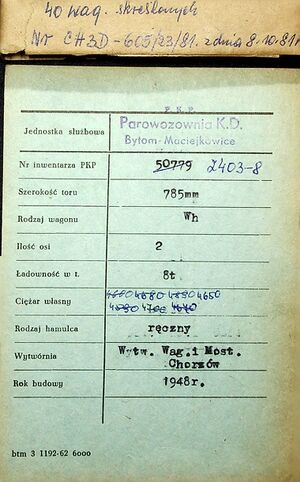 40 wag. skreślonych
Nr CH3D-605/23/81. z dnia 8.10.81r
P.K.P.
Jednostka służbowa
Parowozownia K.D.
Bytom-Maciejkowice
Nr inwentarza PKP 50779 2403-8
Szerokość toru 785mm
Rodzaj wagonu Wh
Ilość osi 2
Ładowność w t. 8t
4680 4650
Ciężar własny
Rodzaj hamulca ręczny
Wytwórnia Wytw. Wag.i Most.
Chorzów
Rok budowy 1948r.
btm 3 1192-62 6000